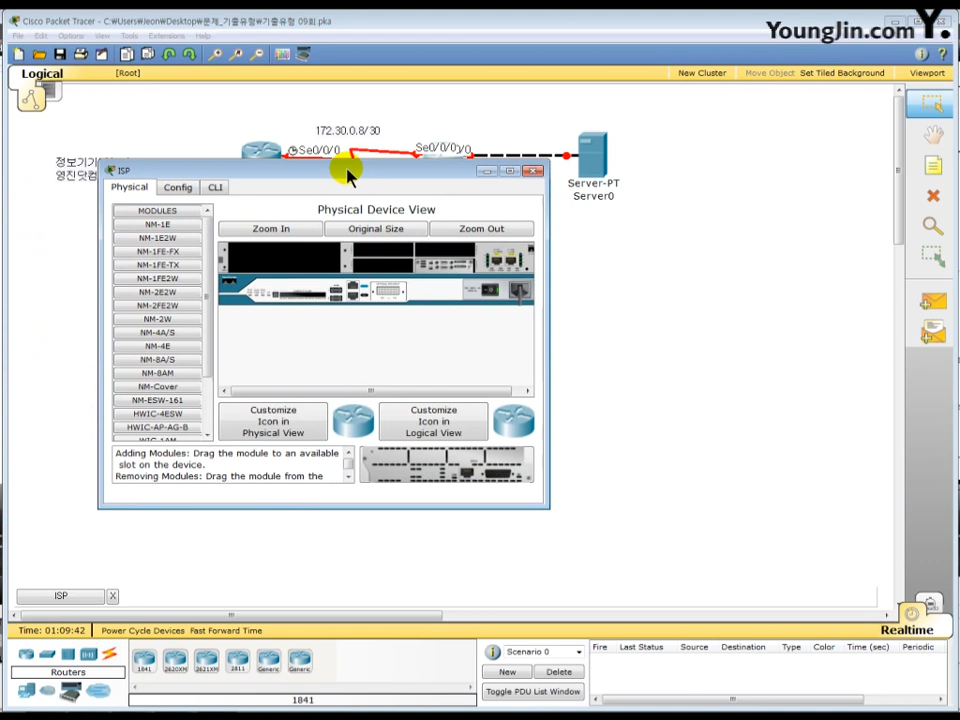 Cisco Packet Tracer - C:\Users\Jeon\Desktop\문제_기출유형\기출유형 09회.pka
YoungJin.com Y.
File Edit Options View Tools Extensions Help
Logical
[Root]
New Cluster
Move Object
Set Tiled Background
Viewport
172.30.0.8/30
Se0/0/0
Se0/0/0
정보기기
영진닷컴
Server-PT
Server0
ISP
Physical
Config
CLI
MODULES
NM-1E
NM-1E2W
NM-1FE-FX
NM-1FE-TX
NM-1FE2W
NM-2E2W
NM-2FE2W
NM-2W
NM-4A/S
NM-4E
NM-8A/S
NM-8AM
NM-Cover
NM-ESW-161
HWIC-4ESW
HWIC-AP-AG-B
WIC-1AM
Physical Device View
Zoom In
Original Size
Zoom Out
Customize
Icon in
Physical View
Customize
Icon in
Logical View
Adding Modules: Drag the module to an available
slot on the device.
Removing Modules: Drag the module from the
ISP
X
Realtime
Time: 01:09:42
Power Cycle Devices Fast Forward Time
Routers
1841
2620XM
2621XM
2811
Generic
Generic
1841
Scenario 0
New
Delete
Toggle PDU List Window
Fire
Last Status
Source
Destination
Type
Color
Time (sec)
Periodic